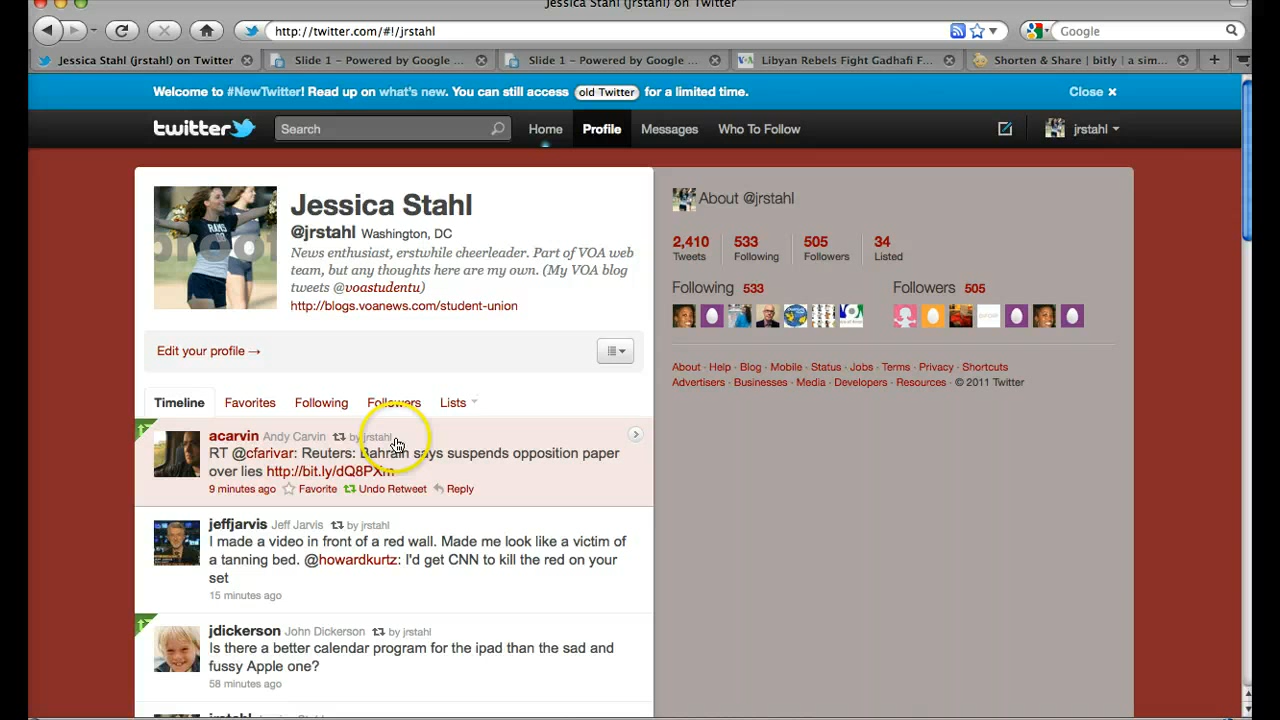 Jessica Stahl (jrstahl) on Twitter
http://twitter.com/#!/jrstahl
Google
Jessica Stahl (jrstahl) on Twitter
Slide 1 - Powered by Google ...
Slide 1 - Powered by Google ...
Libyan Rebels Fight Gadhafi F...
Shorten & Share | bitly | a sim...
Welcome to #NewTwitter! Read up on what's new. You can still access old Twitter for a limited time.
Close ×
twitter
Search
Home
Profile
Messages
Who To Follow
jrstahl
Jessica Stahl
@jrstahl Washington, DC
News enthusiast, erstwhile cheerleader. Part of VOA web
team, but any thoughts here are my own. (My VOA blog
tweets @voastudentu)
http://blogs.voanews.com/student-union
RAMS
proof
Edit your profile →
Timeline
Favorites
Following
Followers
Lists
acarvin Andy Carvin by jrstahl
RT @cfarivar: Reuters: Bahrain says suspends opposition paper
over lies http://bit.ly/dQ8PXm
9 minutes ago Favorite Undo Retweet Reply
jeffjarvis Jeff Jarvis by jrstahl
I made a video in front of a red wall. Made me look like a victim of
a tanning bed. @howardkurtz: I'd get CNN to kill the red on your
set
15 minutes ago
jdickerson John Dickerson by jrstahl
Is there a better calendar program for the ipad than the sad and
fussy Apple one?
58 minutes ago
jrstahl Jessica Stahl
About @jrstahl
2,410 533 505 34
Tweets Following Followers Listed
Following 533
Followers 505
About · Help · Blog · Mobile · Status · Jobs · Terms · Privacy · Shortcuts
Advertisers · Businesses · Media · Developers · Resources · © 2011 Twitter